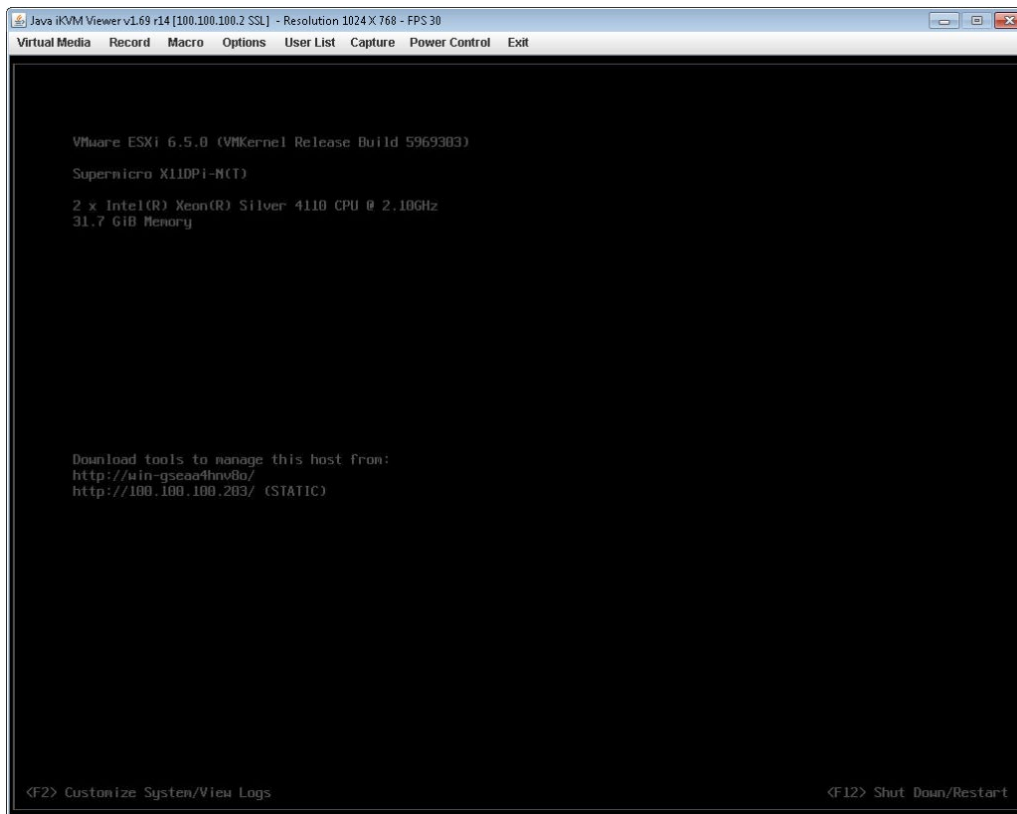 Java iKVM Viewer v1.69 r14 [100.100.100.2 SSL] - Resolution 1024 X 768 - FPS 30
Virtual Media Record Macro Options User List Capture Power Control Exit
VMware ESXi 6.5.0 (VMKernel Release Build 5969303)
Supermicro X11DPi-N(T)
2 x Intel(R) Xeon(R) Silver 4110 CPU @ 2.10GHz
31.7 GiB Memory
Download tools to manage this host from:
http://win-gseaa4hnv8o/
http://100.100.100.203/ (STATIC)
<F2> Customize System/View Logs
<F12> Shut Down/Restart